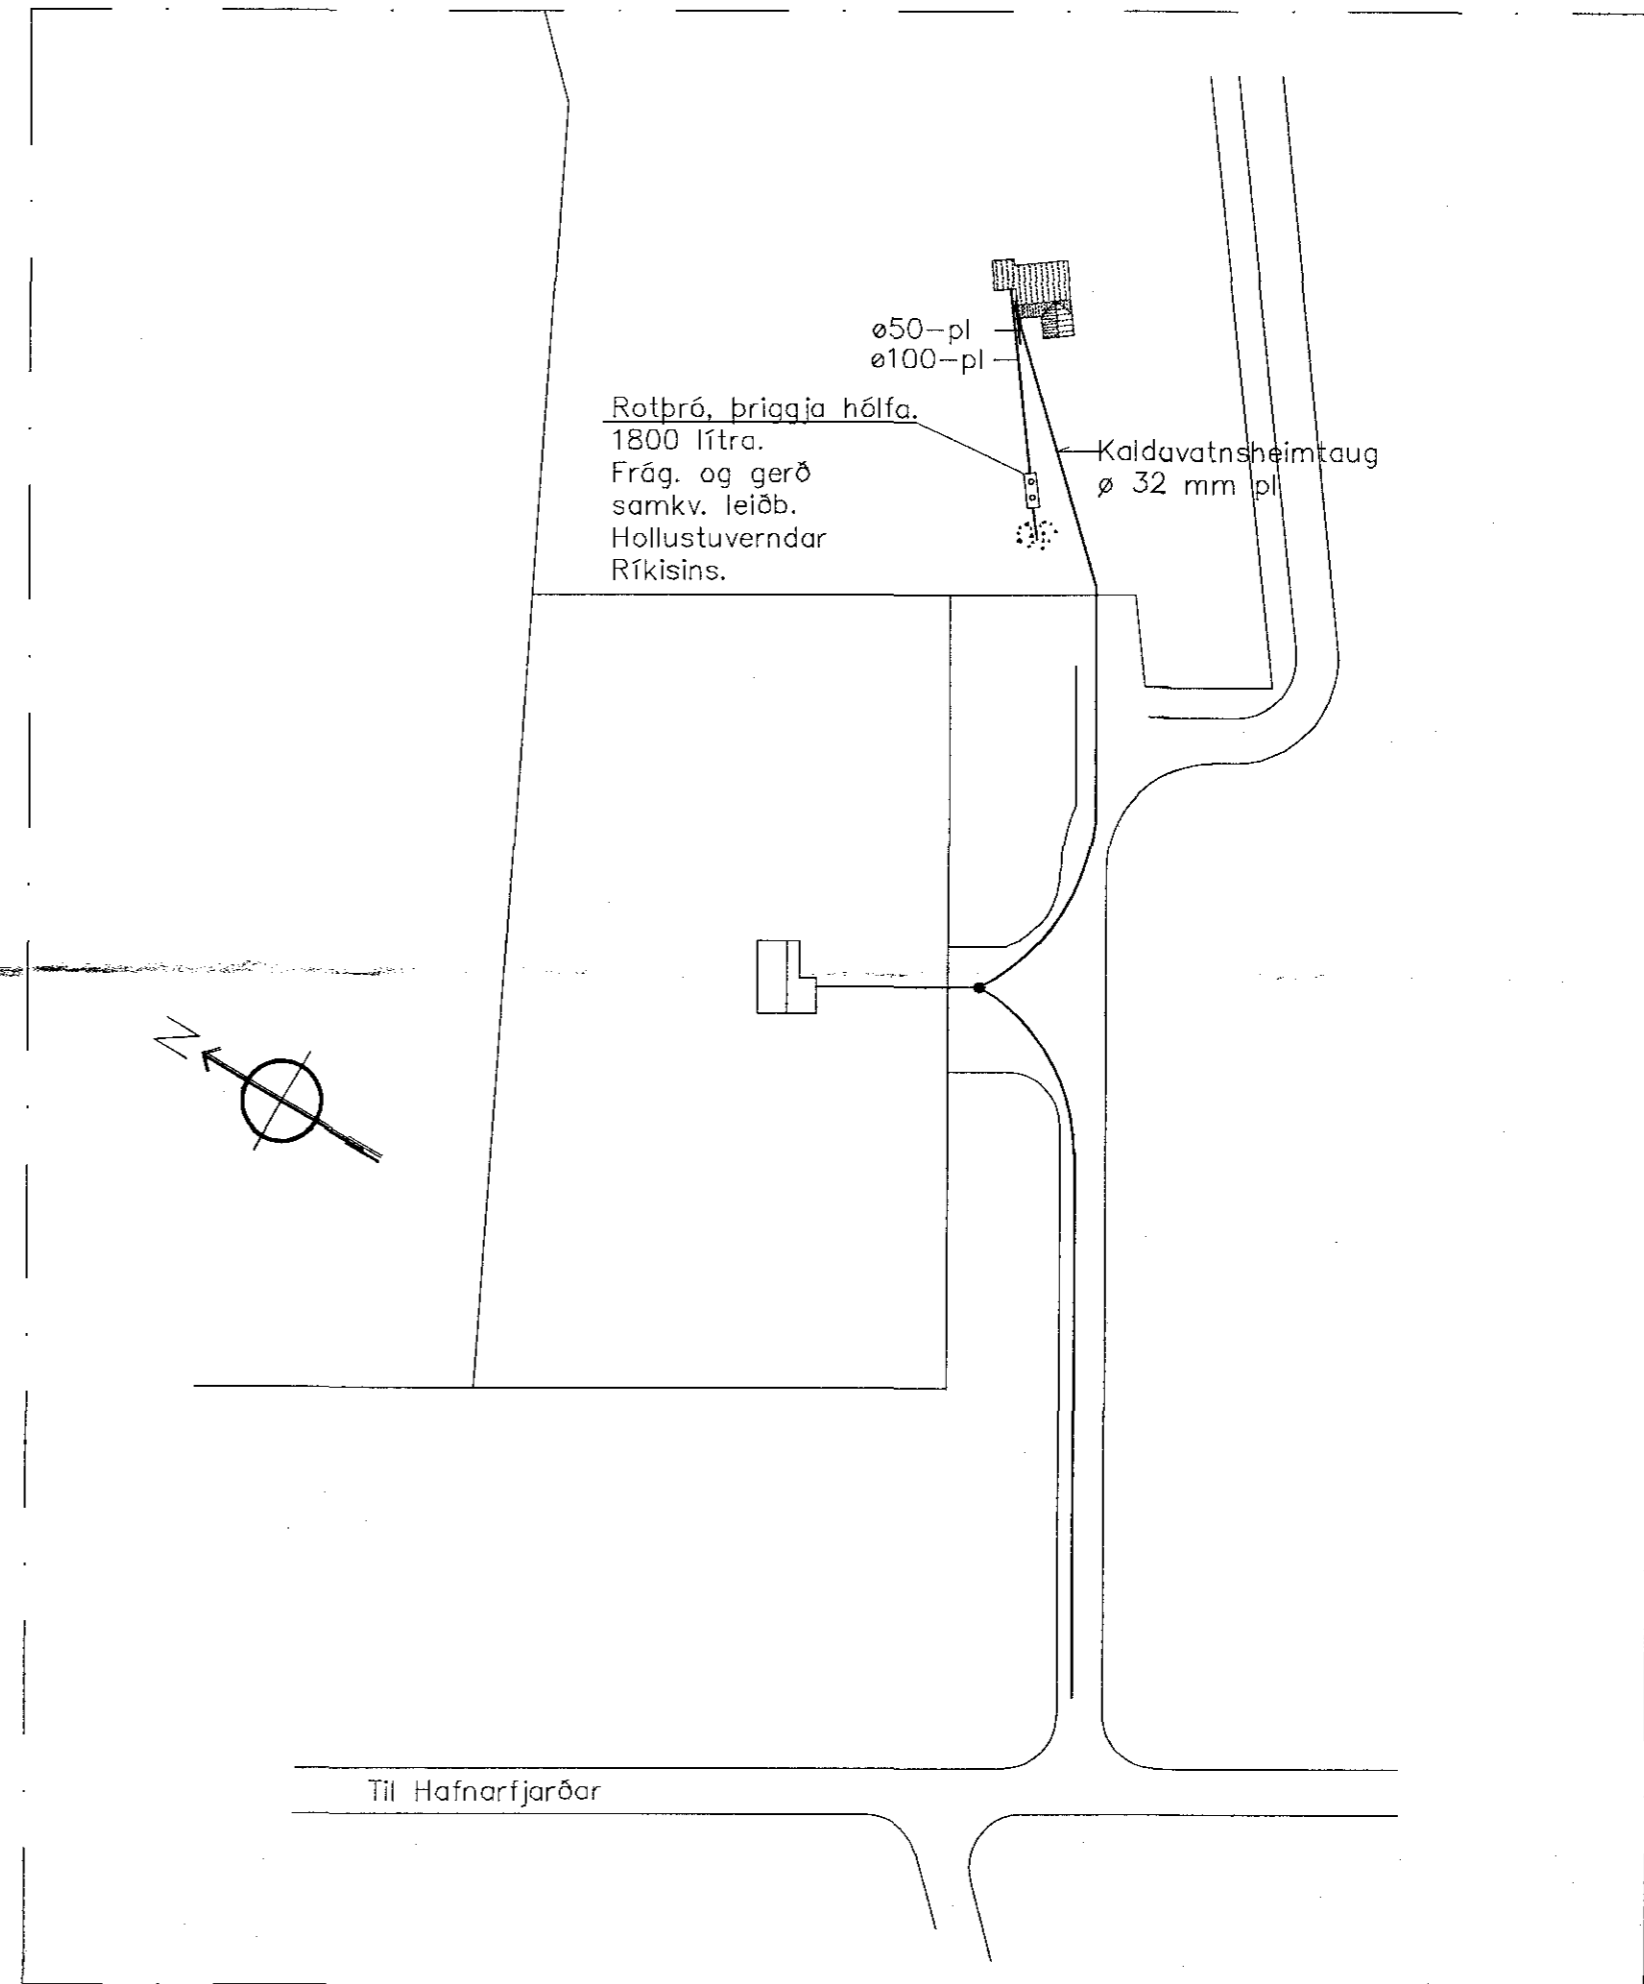 ø50-pl
ø100-pl
Rotþró, þriggja hólfa.
1800 lítra.
Frág. og gerð
samkv. leiðb.
Hollustuverndar
Ríkisins.
Kaldavatnsheimtaug
ø 32 mm pl
N
Til Hafnarfjarðar